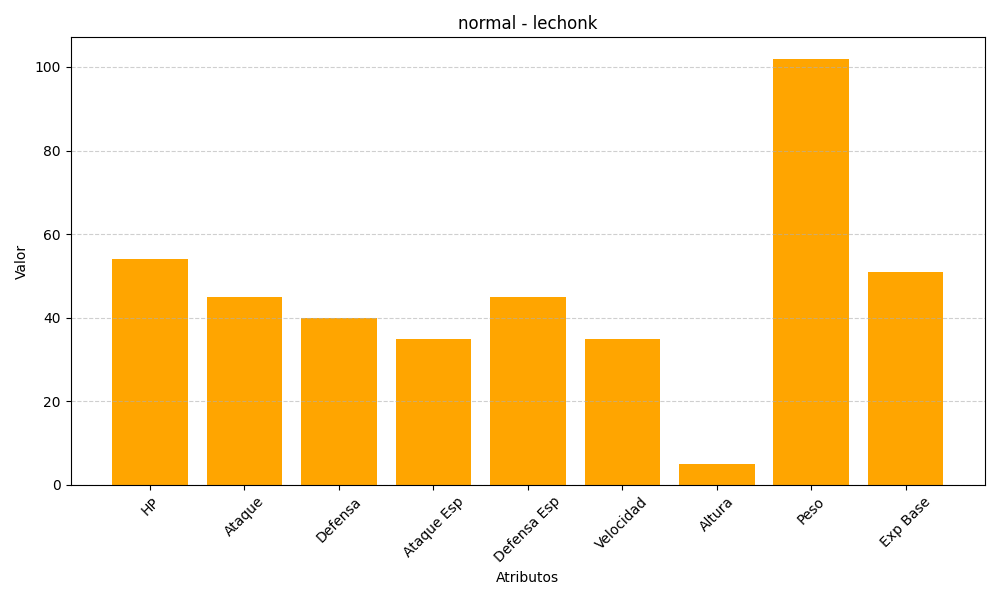 normal - lechonk
Valor
100
80
60
40
20
0
HP
Ataque
Defensa
Ataque Esp
Defensa Esp
Velocidad
Altura
Peso
Exp Base
Atributos